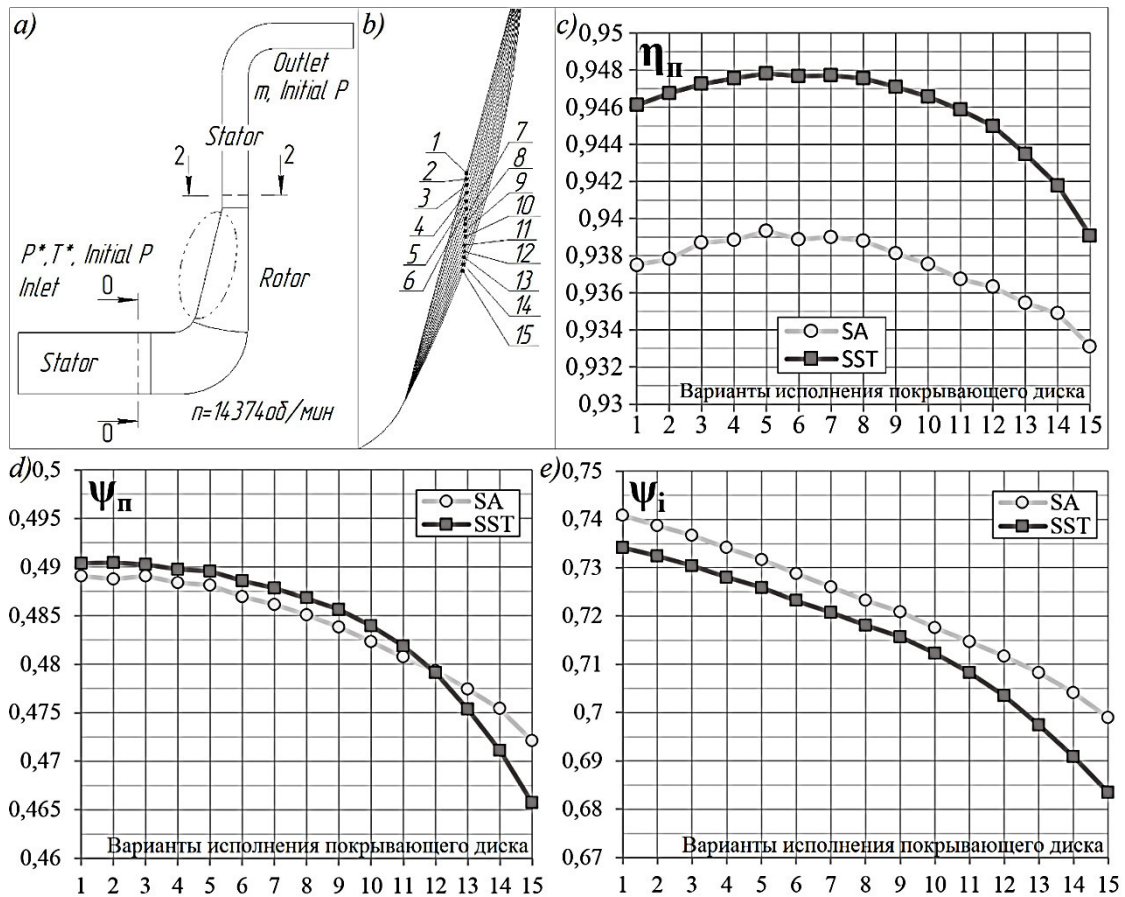 a)
Outlet
m, Initial P
Stator
2
2
P*,T*, Initial P
Inlet
0
Rotor
Stator
n=14374об/мин
0
b)
1
2
3
4
5
6
7
8
9
10
11
12
13
14
15
c)
ηп
0,95
0,948
0,946
0,944
0,942
0,94
0,938
0,936
0,934
0,932
0,93
SA
SST
Варианты исполнения покрывающего диска
1 2 3 4 5 6 7 8 9 10 11 12 13 14 15
d)
ψп
0,5
0,495
0,49
0,485
0,48
0,475
0,47
0,465
0,46
SA
SST
Варианты исполнения покрывающего диска
1 2 3 4 5 6 7 8 9 10 11 12 13 14 15
e)
ψi
0,75
0,74
0,73
0,72
0,71
0,7
0,69
0,68
0,67
SA
SST
Варианты исполнения покрывающего диска
1 2 3 4 5 6 7 8 9 10 11 12 13 14 15